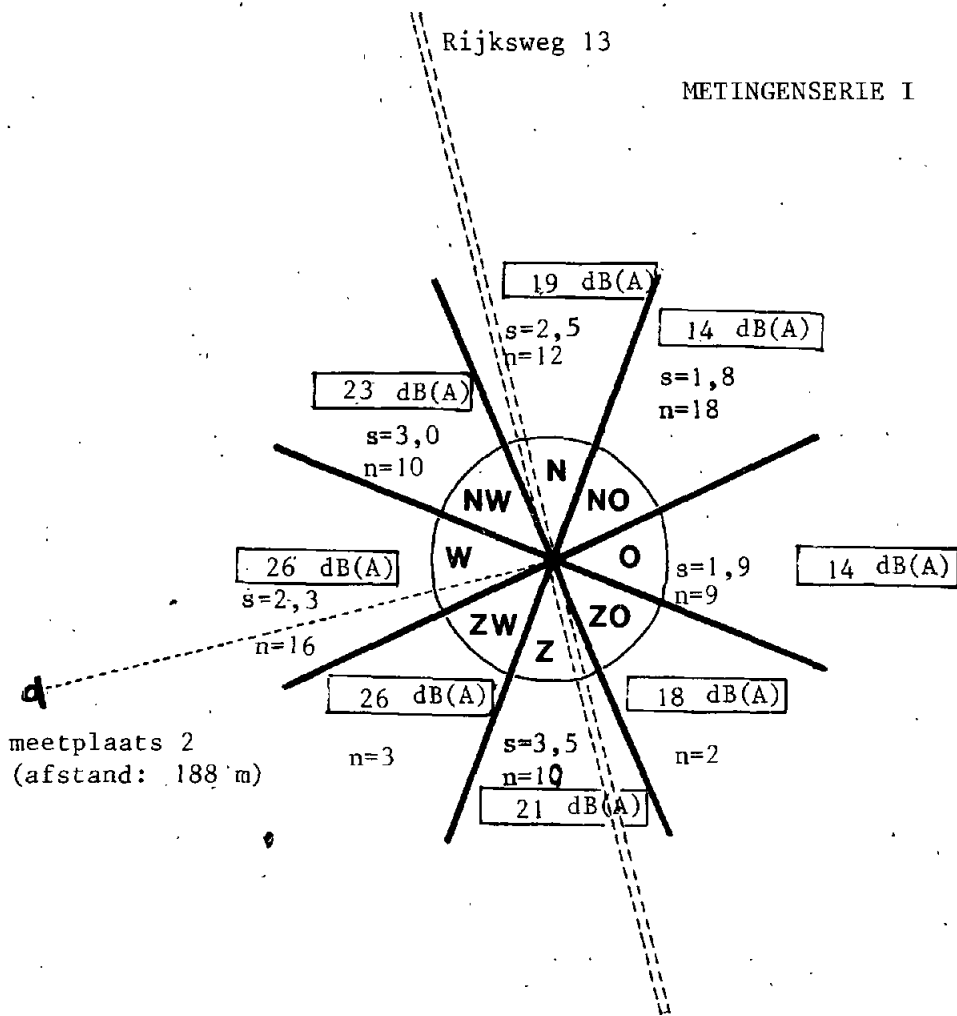 Rijksweg 13
METINGENSERIE I
19 dB(A)
s=2,5
n=12
14 dB(A)
s=1,8
n=18
23 dB(A)
s=3,0
n=10
N
NW
NO
W
O
26 dB(A)
s=2,3
n=16
s=1,9
n=9
14 dB(A)
ZW
ZO
Z
26 dB(A)
n=3
18 dB(A)
n=2
s=3,5
n=10
21 dB(A)
d
meetplaats 2
(afstand: 188 m)